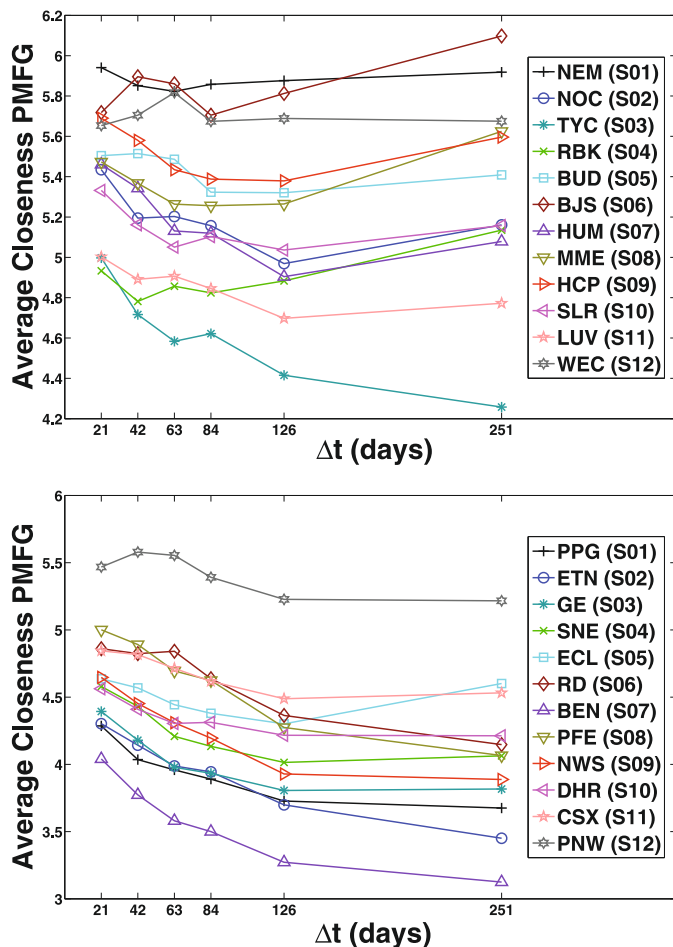 Average Closeness PMFG
6.2
6
5.8
5.6
5.4
5.2
5
4.8
4.6
4.4
4.2
21 42 63 84 126 251
Δt (days)
NEM (S01)
NOC (S02)
TYC (S03)
RBK (S04)
BUD (S05)
BJS (S06)
HUM (S07)
MME (S08)
HCP (S09)
SLR (S10)
LUV (S11)
WEC (S12)
Average Closeness PMFG
6
5.5
5
4.5
4
3.5
3
21 42 63 84 126 251
Δt (days)
PPG (S01)
ETN (S02)
GE (S03)
SNE (S04)
ECL (S05)
RD (S06)
BEN (S07)
PFE (S08)
NWS (S09)
DHR (S10)
CSX (S11)
PNW (S12)